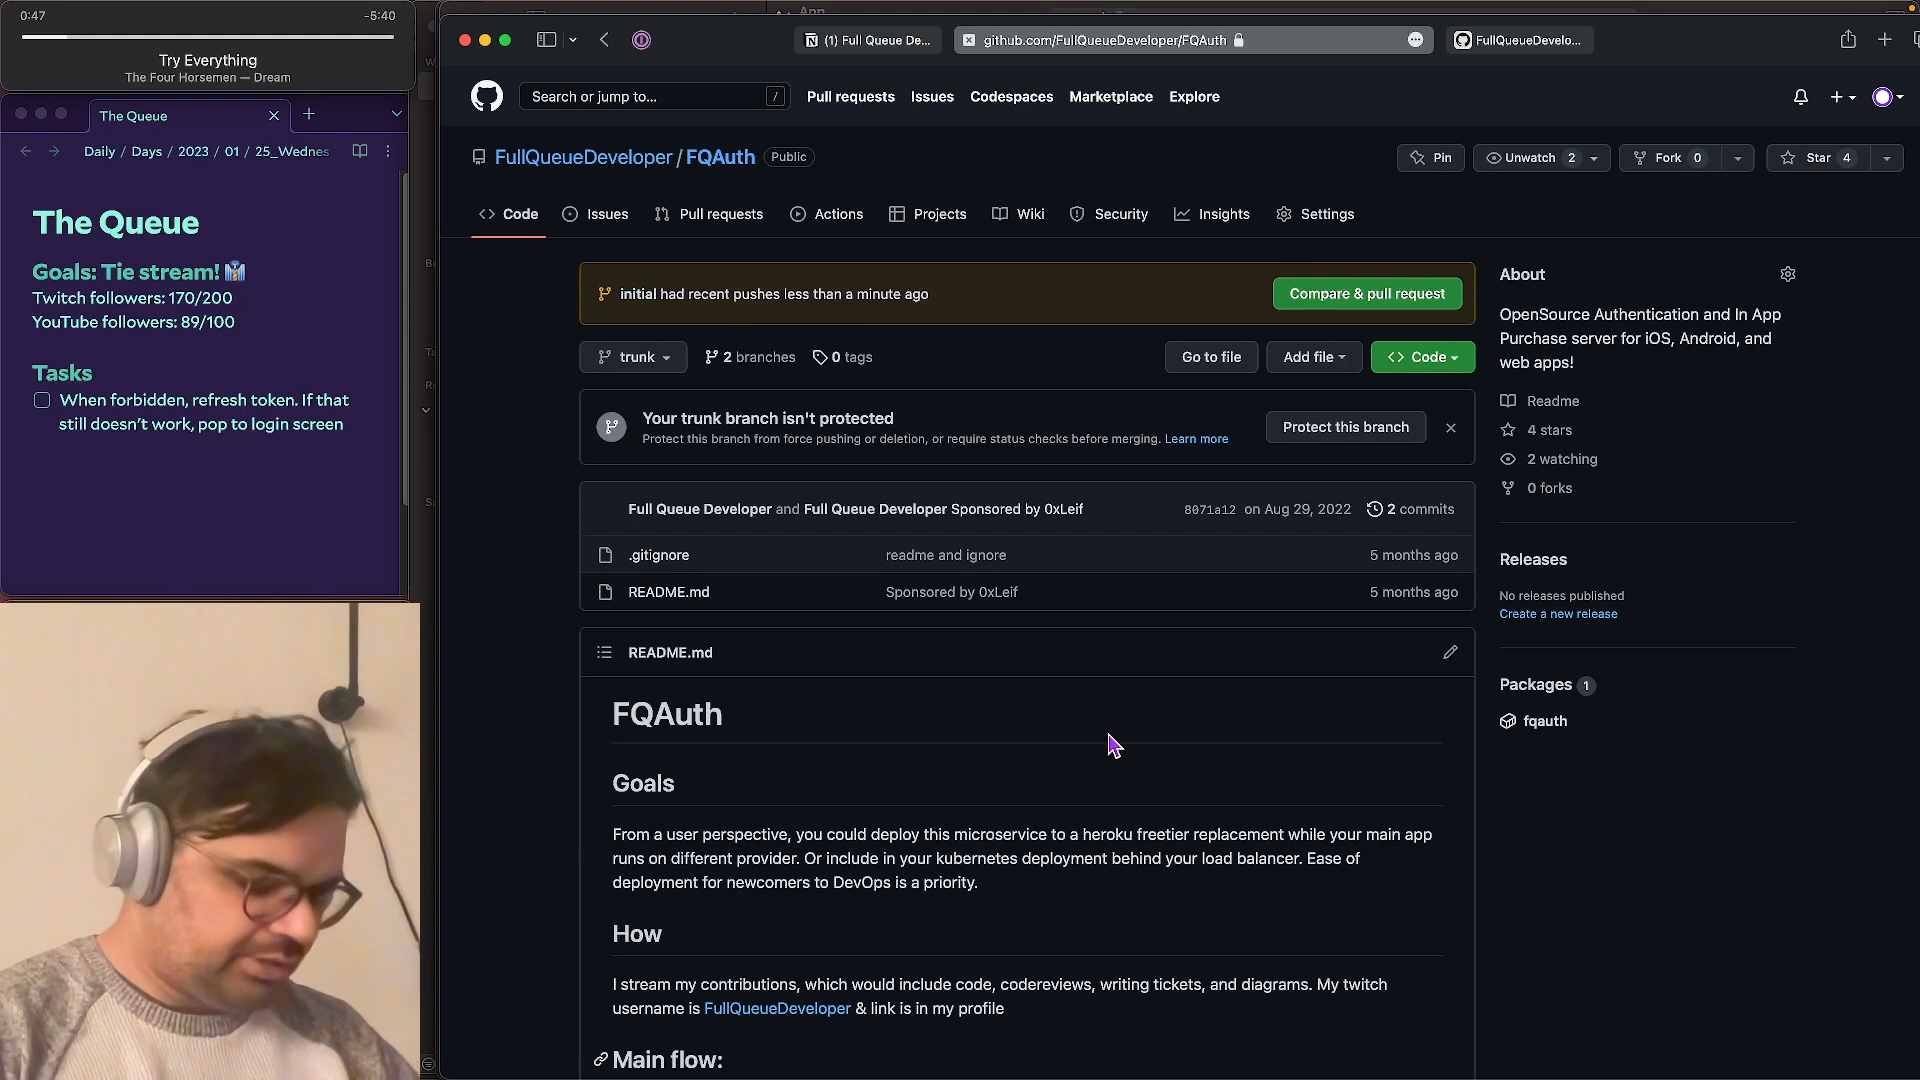 0:47
-5:40
Try Everything
The Four Horsemen — Dream
The Queue
Daily / Days / 2023 / 01 / 25_Wednes
The Queue
Goals: Tie stream! 👔
Twitch followers: 170/200
YouTube followers: 89/100
Tasks
When forbidden, refresh token. If that
still doesn't work, pop to login screen
(1) Full Queue De...
github.com/FullQueueDeveloper/FQAuth
FullQueueDevelo...
Search or jump to...
/
Pull requests
Issues
Codespaces
Marketplace
Explore
FullQueueDeveloper / FQAuth
Public
Pin
Unwatch 2
Fork 0
Star 4
Code
Issues
Pull requests
Actions
Projects
Wiki
Security
Insights
Settings
initial had recent pushes less than a minute ago
Compare & pull request
trunk
2 branches
0 tags
Go to file
Add file
Code
Your trunk branch isn't protected
Protect this branch from force pushing or deletion, or require status checks before merging. Learn more
Protect this branch
Full Queue Developer and Full Queue Developer Sponsored by 0xLeif
8071a12 on Aug 29, 2022
2 commits
.gitignore
readme and ignore
5 months ago
README.md
Sponsored by 0xLeif
5 months ago
README.md
FQAuth
Goals
From a user perspective, you could deploy this microservice to a heroku freetier replacement while your main app
runs on different provider. Or include in your kubernetes deployment behind your load balancer. Ease of
deployment for newcomers to DevOps is a priority.
How
I stream my contributions, which would include code, codereviews, writing tickets, and diagrams. My twitch
username is FullQueueDeveloper & link is in my profile
Main flow:
About
OpenSource Authentication and In App
Purchase server for iOS, Android, and
web apps!
Readme
4 stars
2 watching
0 forks
Releases
No releases published
Create a new release
Packages 1
fqauth